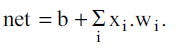 net = b + Σ xᵢ.wᵢ.
i